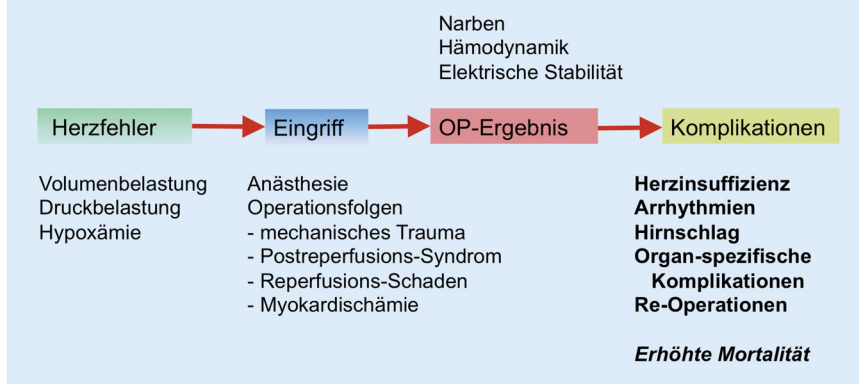 Narben
Hämodynamik
Elektrische Stabilität
Herzfehler
Eingriff
OP-Ergebnis
Komplikationen
Volumenbelastung
Druckbelastung
Hypoxämie
Anästhesie
Operationsfolgen
- mechanisches Trauma
- Postreperfusions-Syndrom
- Reperfusions-Schaden
- Myokardischämie
Herzinsuffizienz
Arrhythmien
Hirnschlag
Organ-spezifische
Komplikationen
Re-Operationen
Erhöhte Mortalität